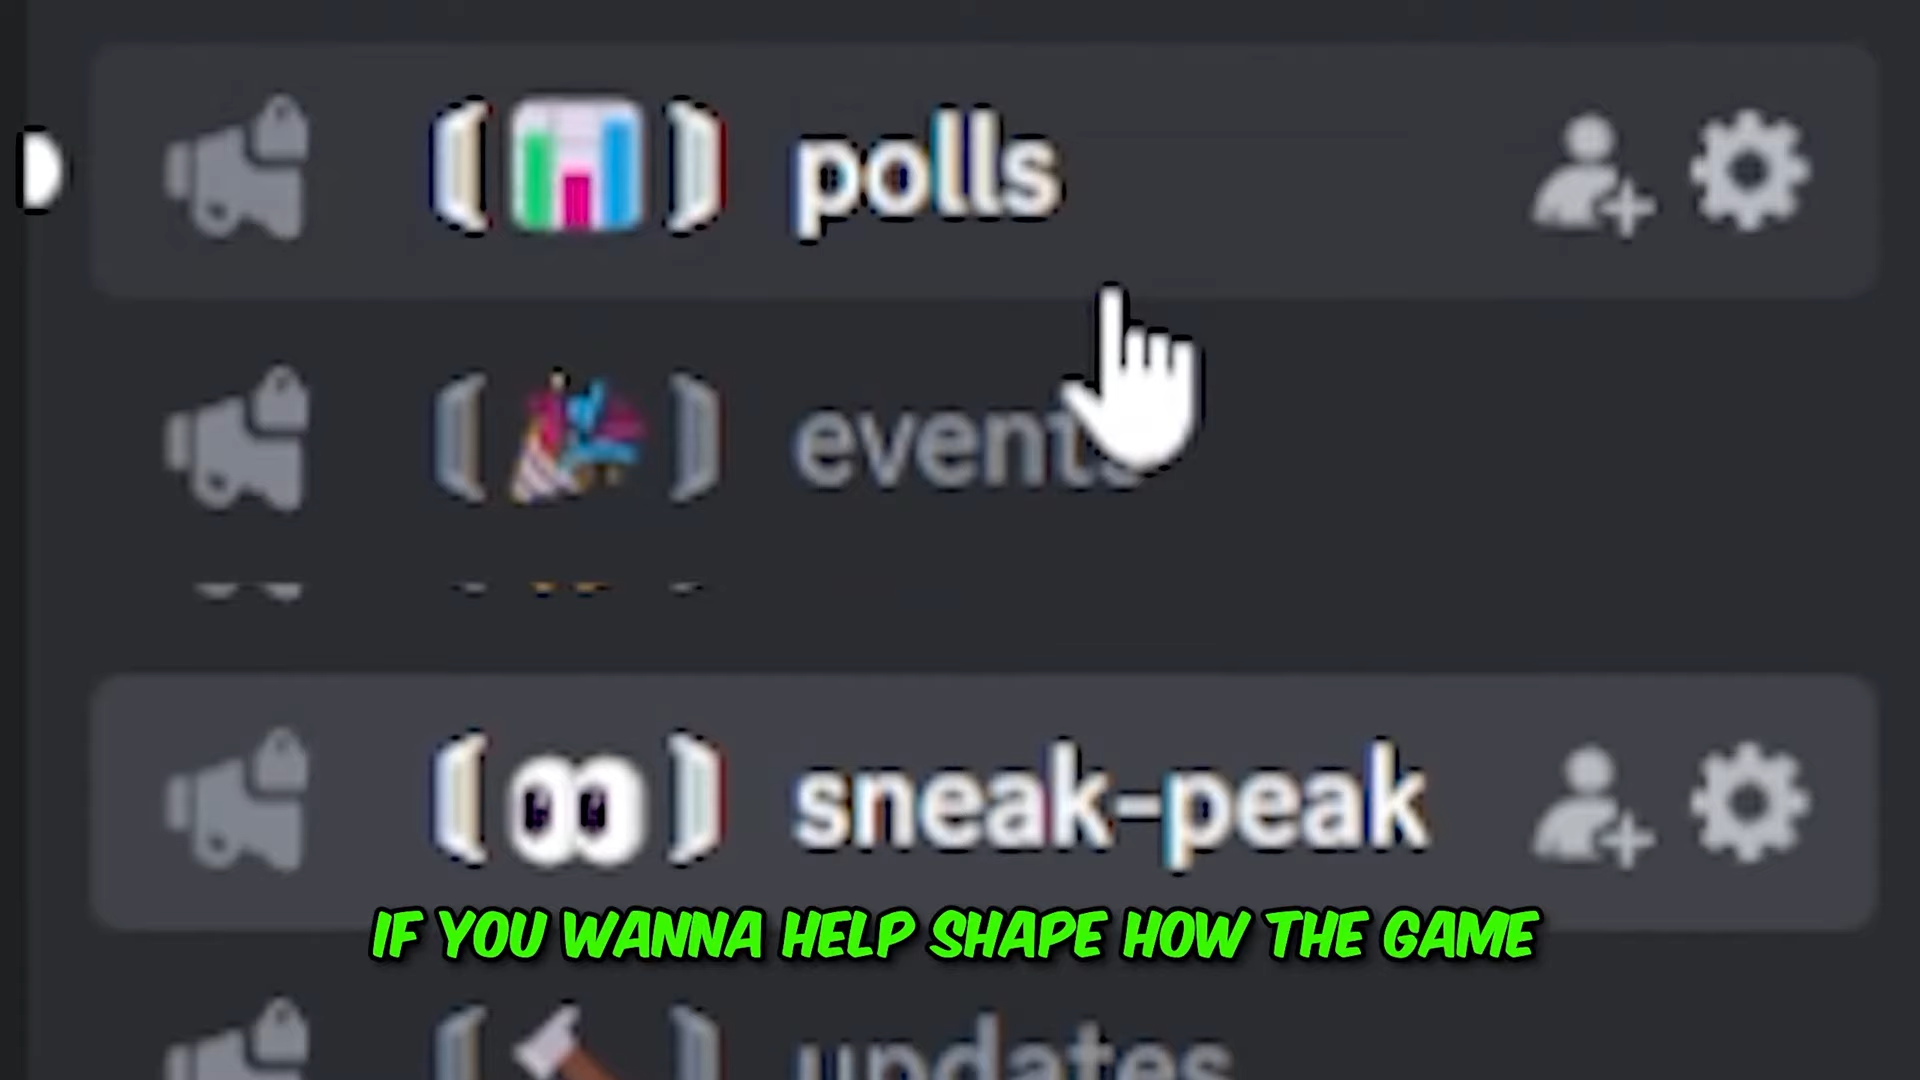 【📊】 polls
【🎉】 events
【👀】 sneak-peak
IF YOU WANNA HELP SHAPE HOW THE GAME
【🪓】 updates